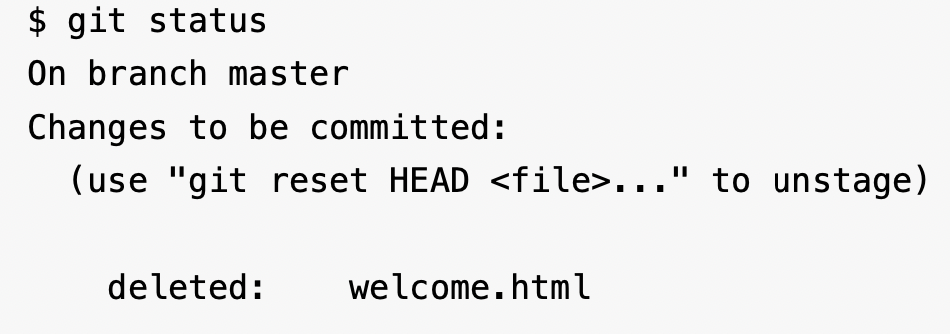 $ git status
On branch master
Changes to be committed:
  (use "git reset HEAD <file>..." to unstage)

    deleted:    welcome.html